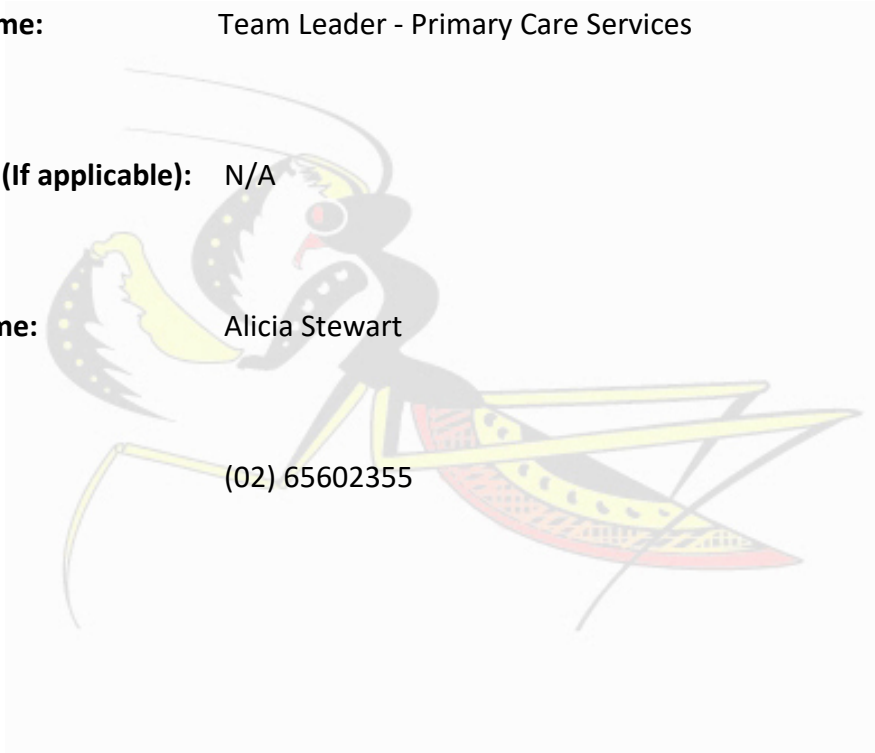 me: Team Leader - Primary Care Services
(If applicable): N/A
me: Alicia Stewart
(02) 65602355